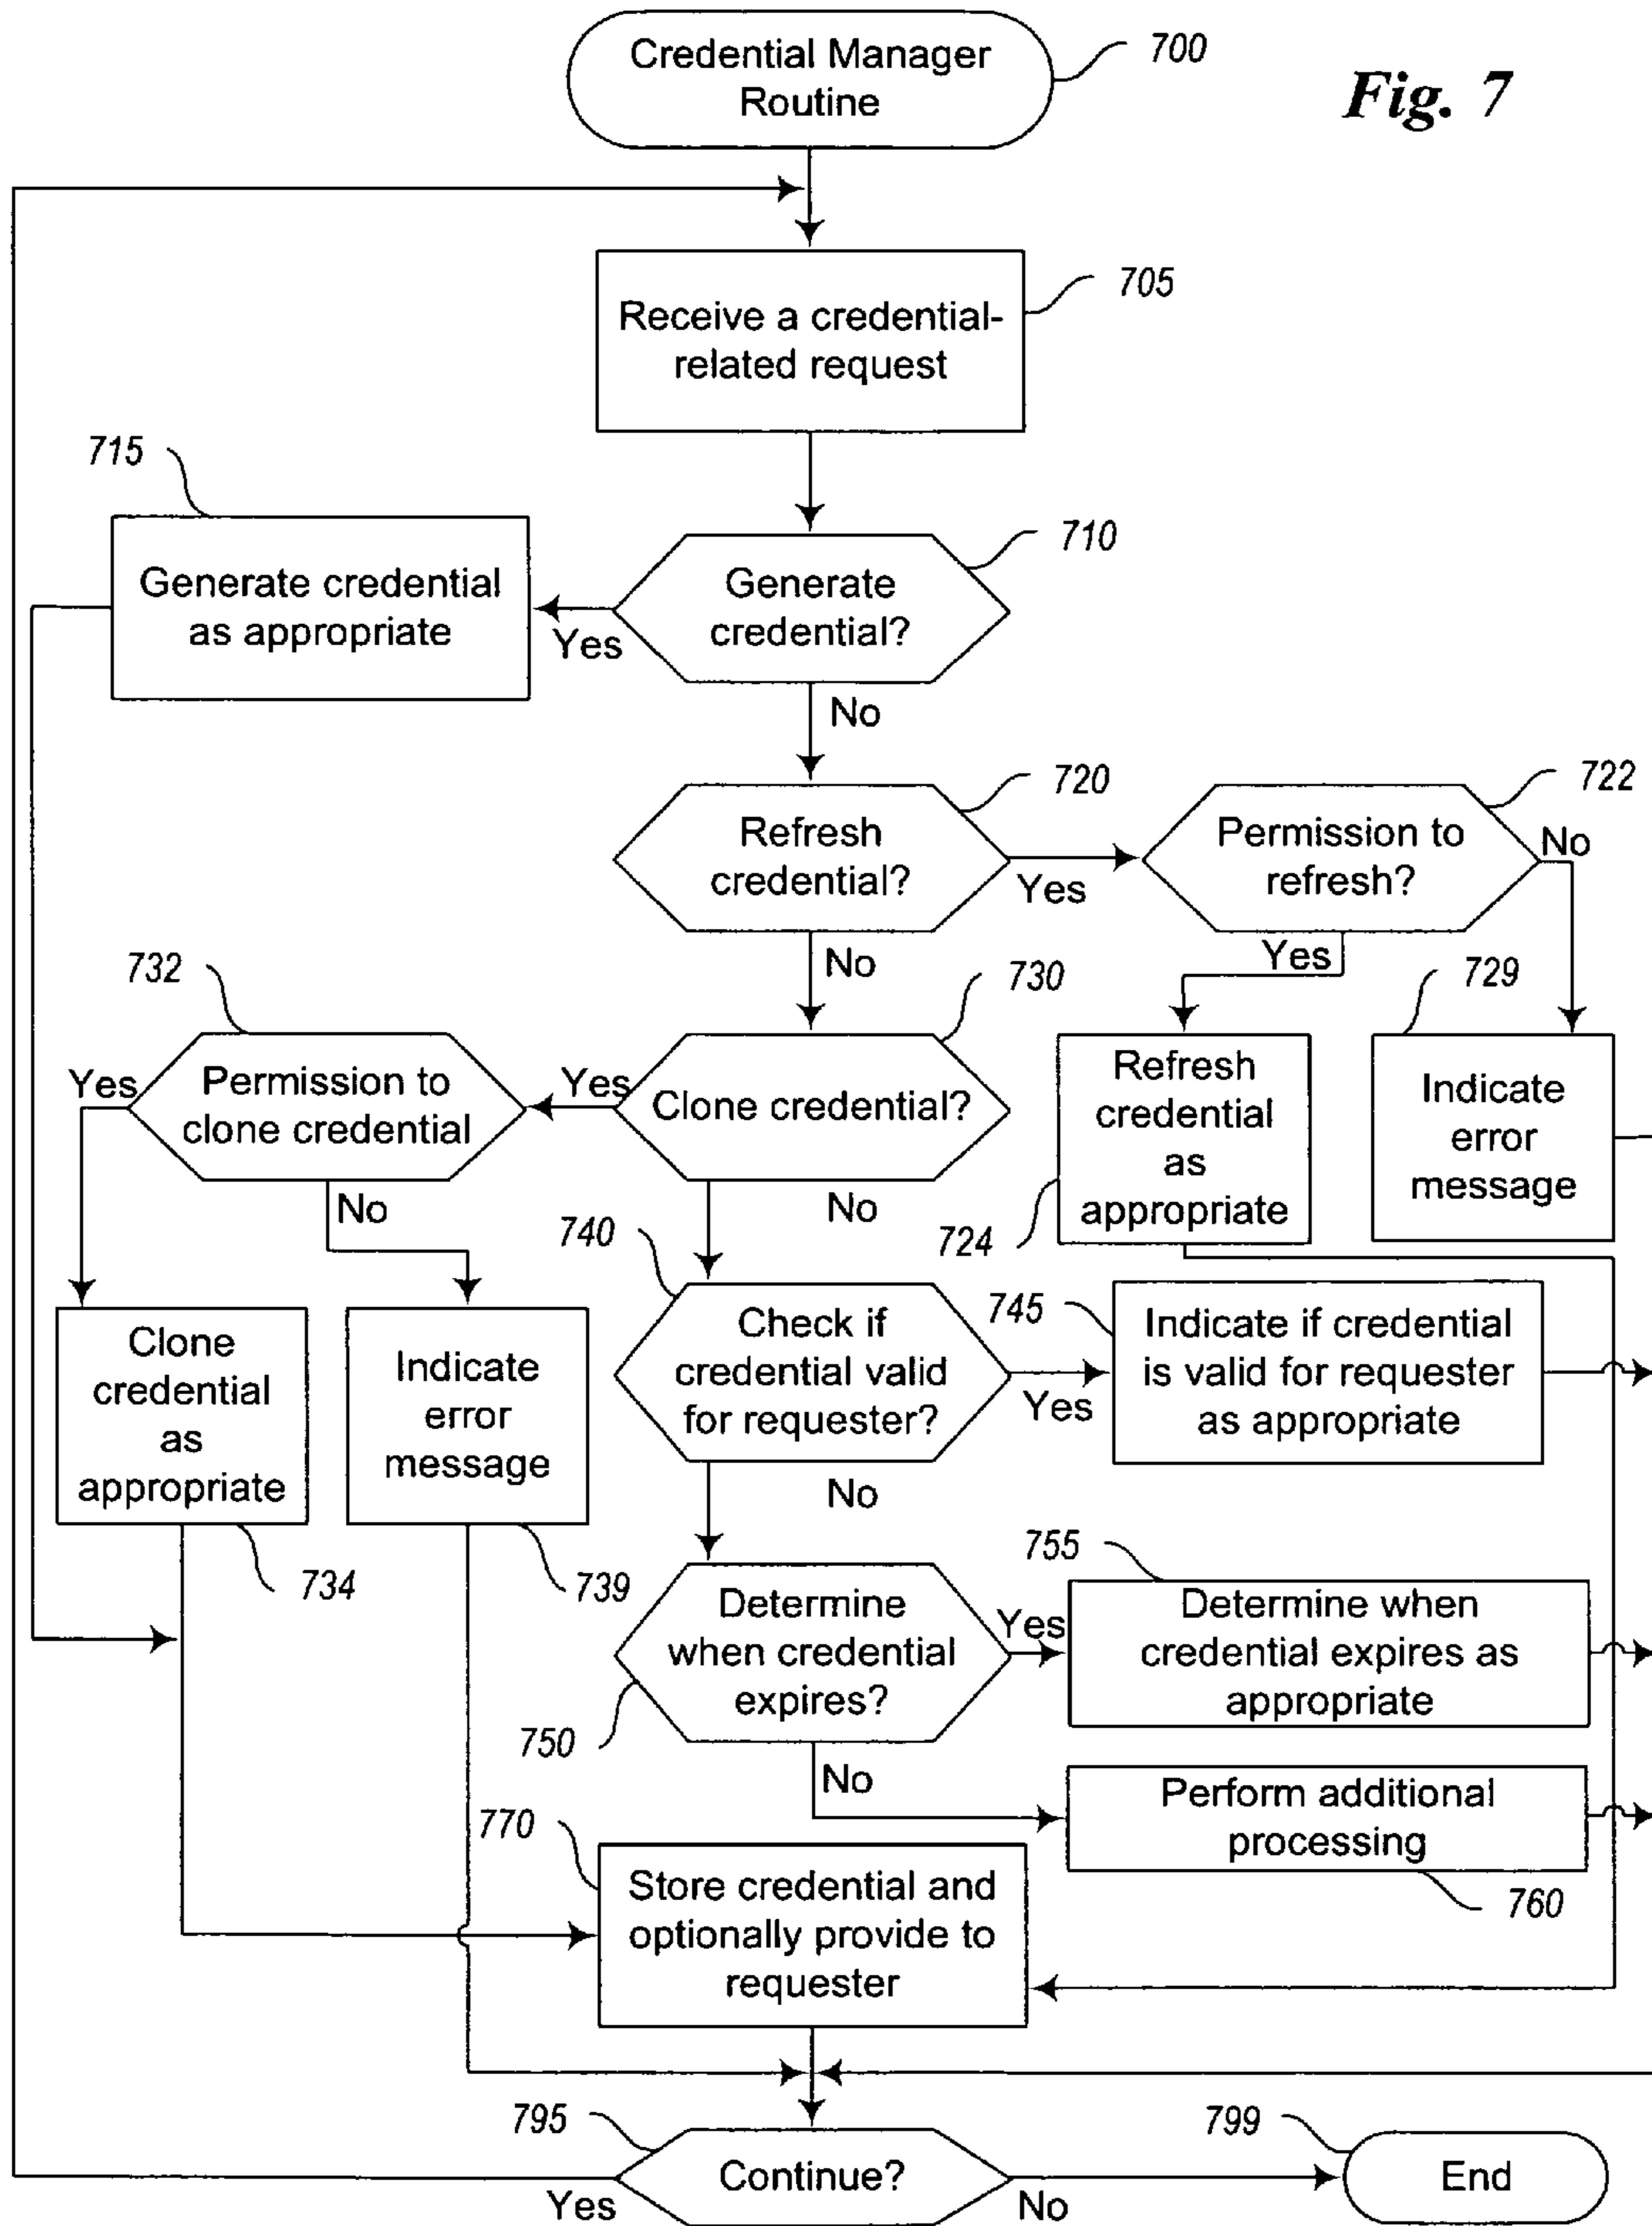 Credential Manager
Routine
700
Fig. 7
Receive a credential-
related request
705
715
Generate credential
as appropriate
Yes
Generate
credential?
710
No
Refresh
credential?
720
Yes
Permission to
refresh?
722
No
Yes
No
732
Permission to
clone credential
Yes
Yes
Clone credential?
730
Refresh
credential
as
appropriate
724
729
Indicate
error
message
No
No
740
Clone
credential
as
appropriate
734
Indicate
error
message
739
Check if
credential valid
for requester?
Yes
745
Indicate if credential
is valid for requester
as appropriate
No
Determine
when credential
expires?
750
Yes
755
Determine when
credential expires as
appropriate
No
Perform additional
processing
760
770
Store credential and
optionally provide to
requester
795
Continue?
Yes
No
799
End